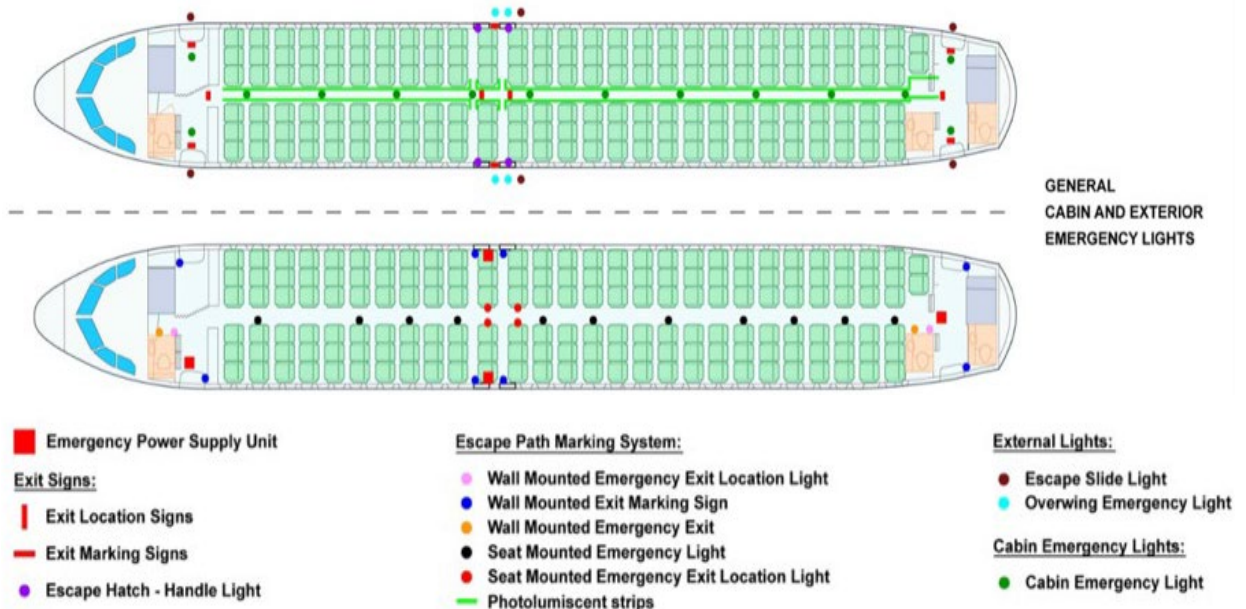 GENERAL
CABIN AND EXTERIOR
EMERGENCY LIGHTS
Emergency Power Supply Unit
Exit Signs:
Exit Location Signs
Exit Marking Signs
Escape Hatch - Handle Light
Escape Path Marking System:
Wall Mounted Emergency Exit Location Light
Wall Mounted Exit Marking Sign
Wall Mounted Emergency Exit
Seat Mounted Emergency Light
Seat Mounted Emergency Exit Location Light
Photolumiscent strips
External Lights:
Escape Slide Light
Overwing Emergency Light
Cabin Emergency Lights:
Cabin Emergency Light